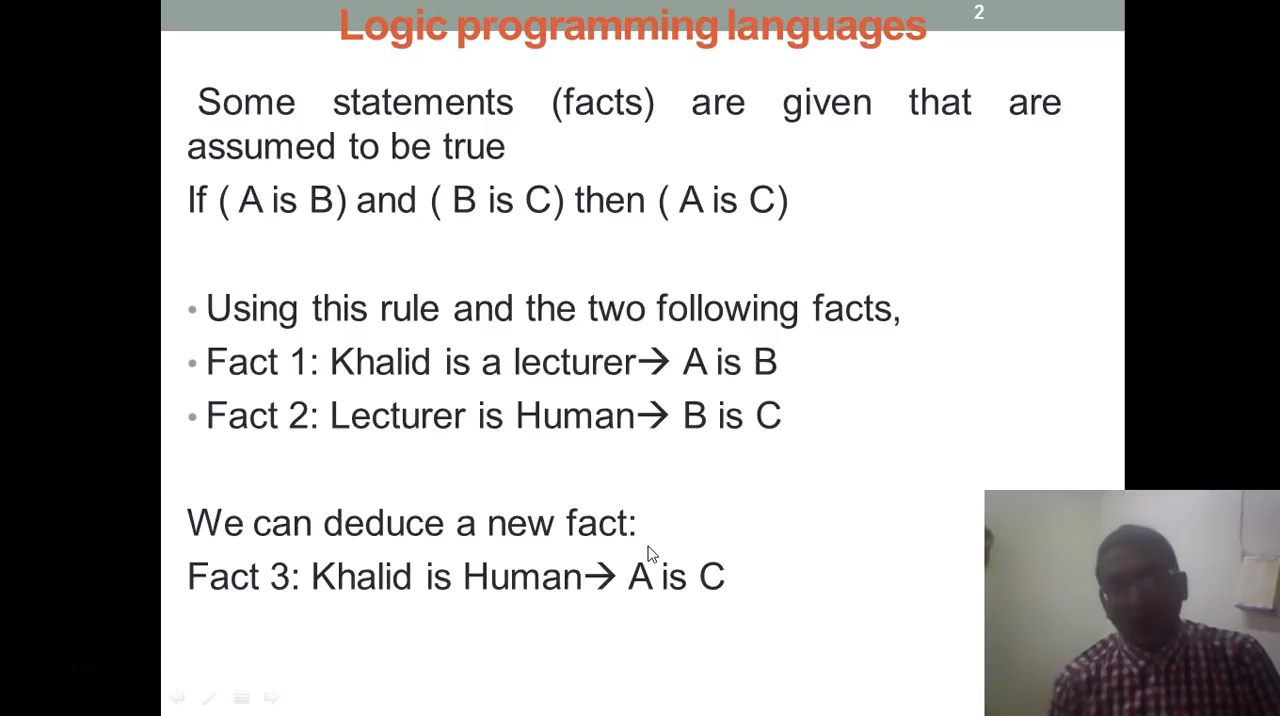 Logic programming languages
2
Some statements (facts) are given that are
assumed to be true
If ( A is B) and ( B is C) then ( A is C)
• Using this rule and the two following facts,
• Fact 1: Khalid is a lecturer→ A is B
• Fact 2: Lecturer is Human→ B is C
We can deduce a new fact:
Fact 3: Khalid is Human→ A is C